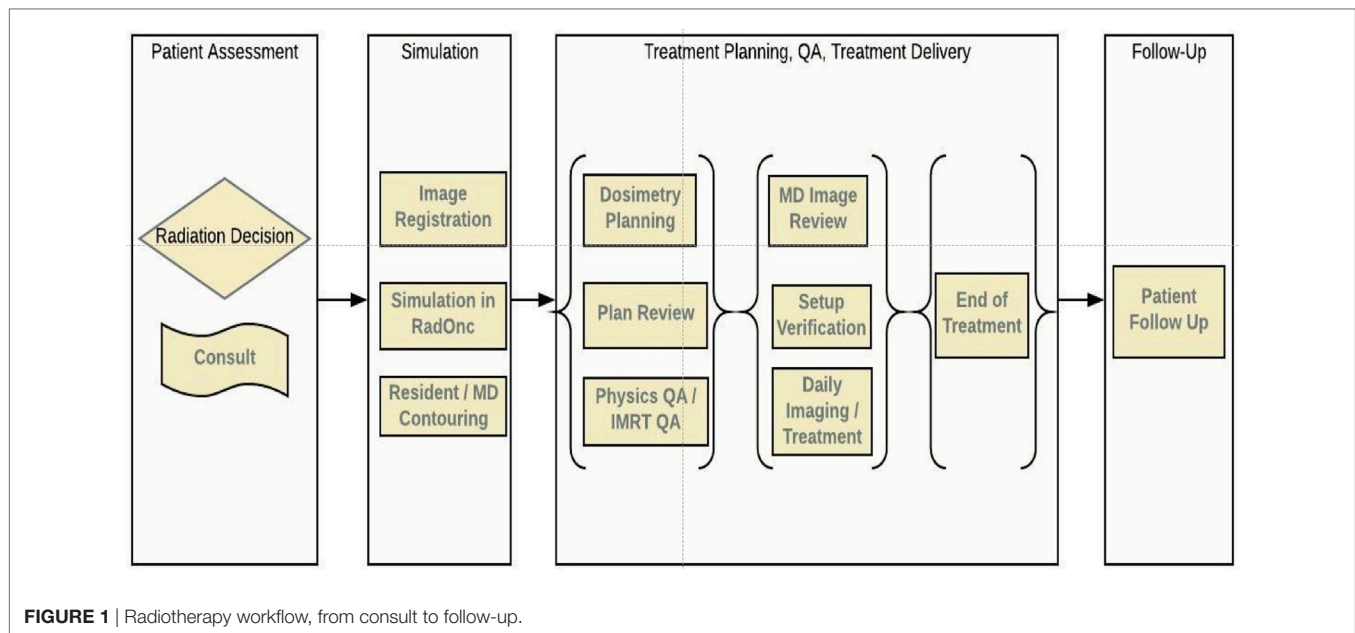 Patient Assessment
Radiation Decision
Consult
Simulation
Image
Registration
Simulation in
RadOnc
Resident / MD
Contouring
Treatment Planning, QA, Treatment Delivery
Dosimetry
Planning
Plan Review
Physics QA /
IMRT QA
MD Image
Review
Setup
Verification
Daily
Imaging /
Treatment
End of
Treatment
Follow-Up
Patient
Follow Up
FIGURE 1 | Radiotherapy workflow, from consult to follow-up.